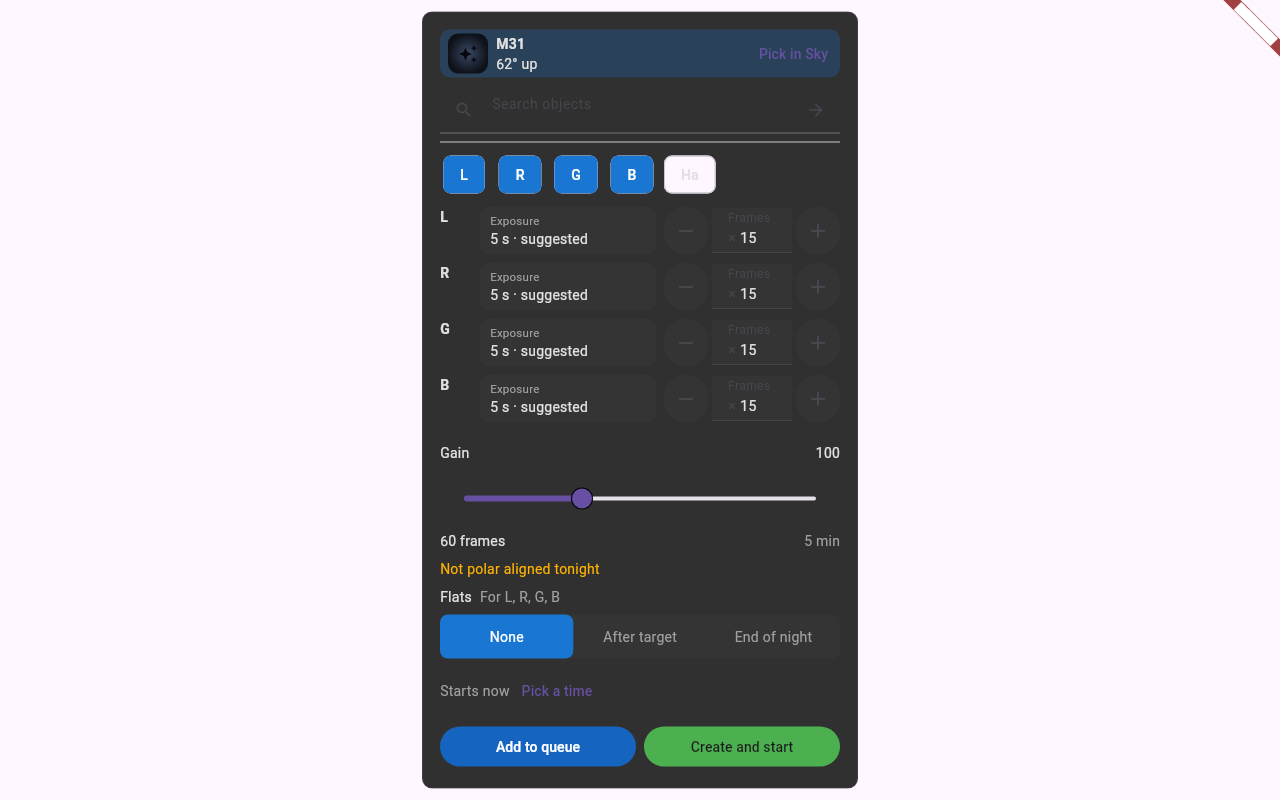 M31
62° up
Pick in Sky
Search objects
L R G B Ha
L Exposure Frames
5 s · suggested − × 15 +
R Exposure Frames
5 s · suggested − × 15 +
G Exposure Frames
5 s · suggested − × 15 +
B Exposure Frames
5 s · suggested − × 15 +
Gain 100
60 frames 5 min
Not polar aligned tonight
Flats For L, R, G, B
None After target End of night
Starts now Pick a time
Add to queue Create and start